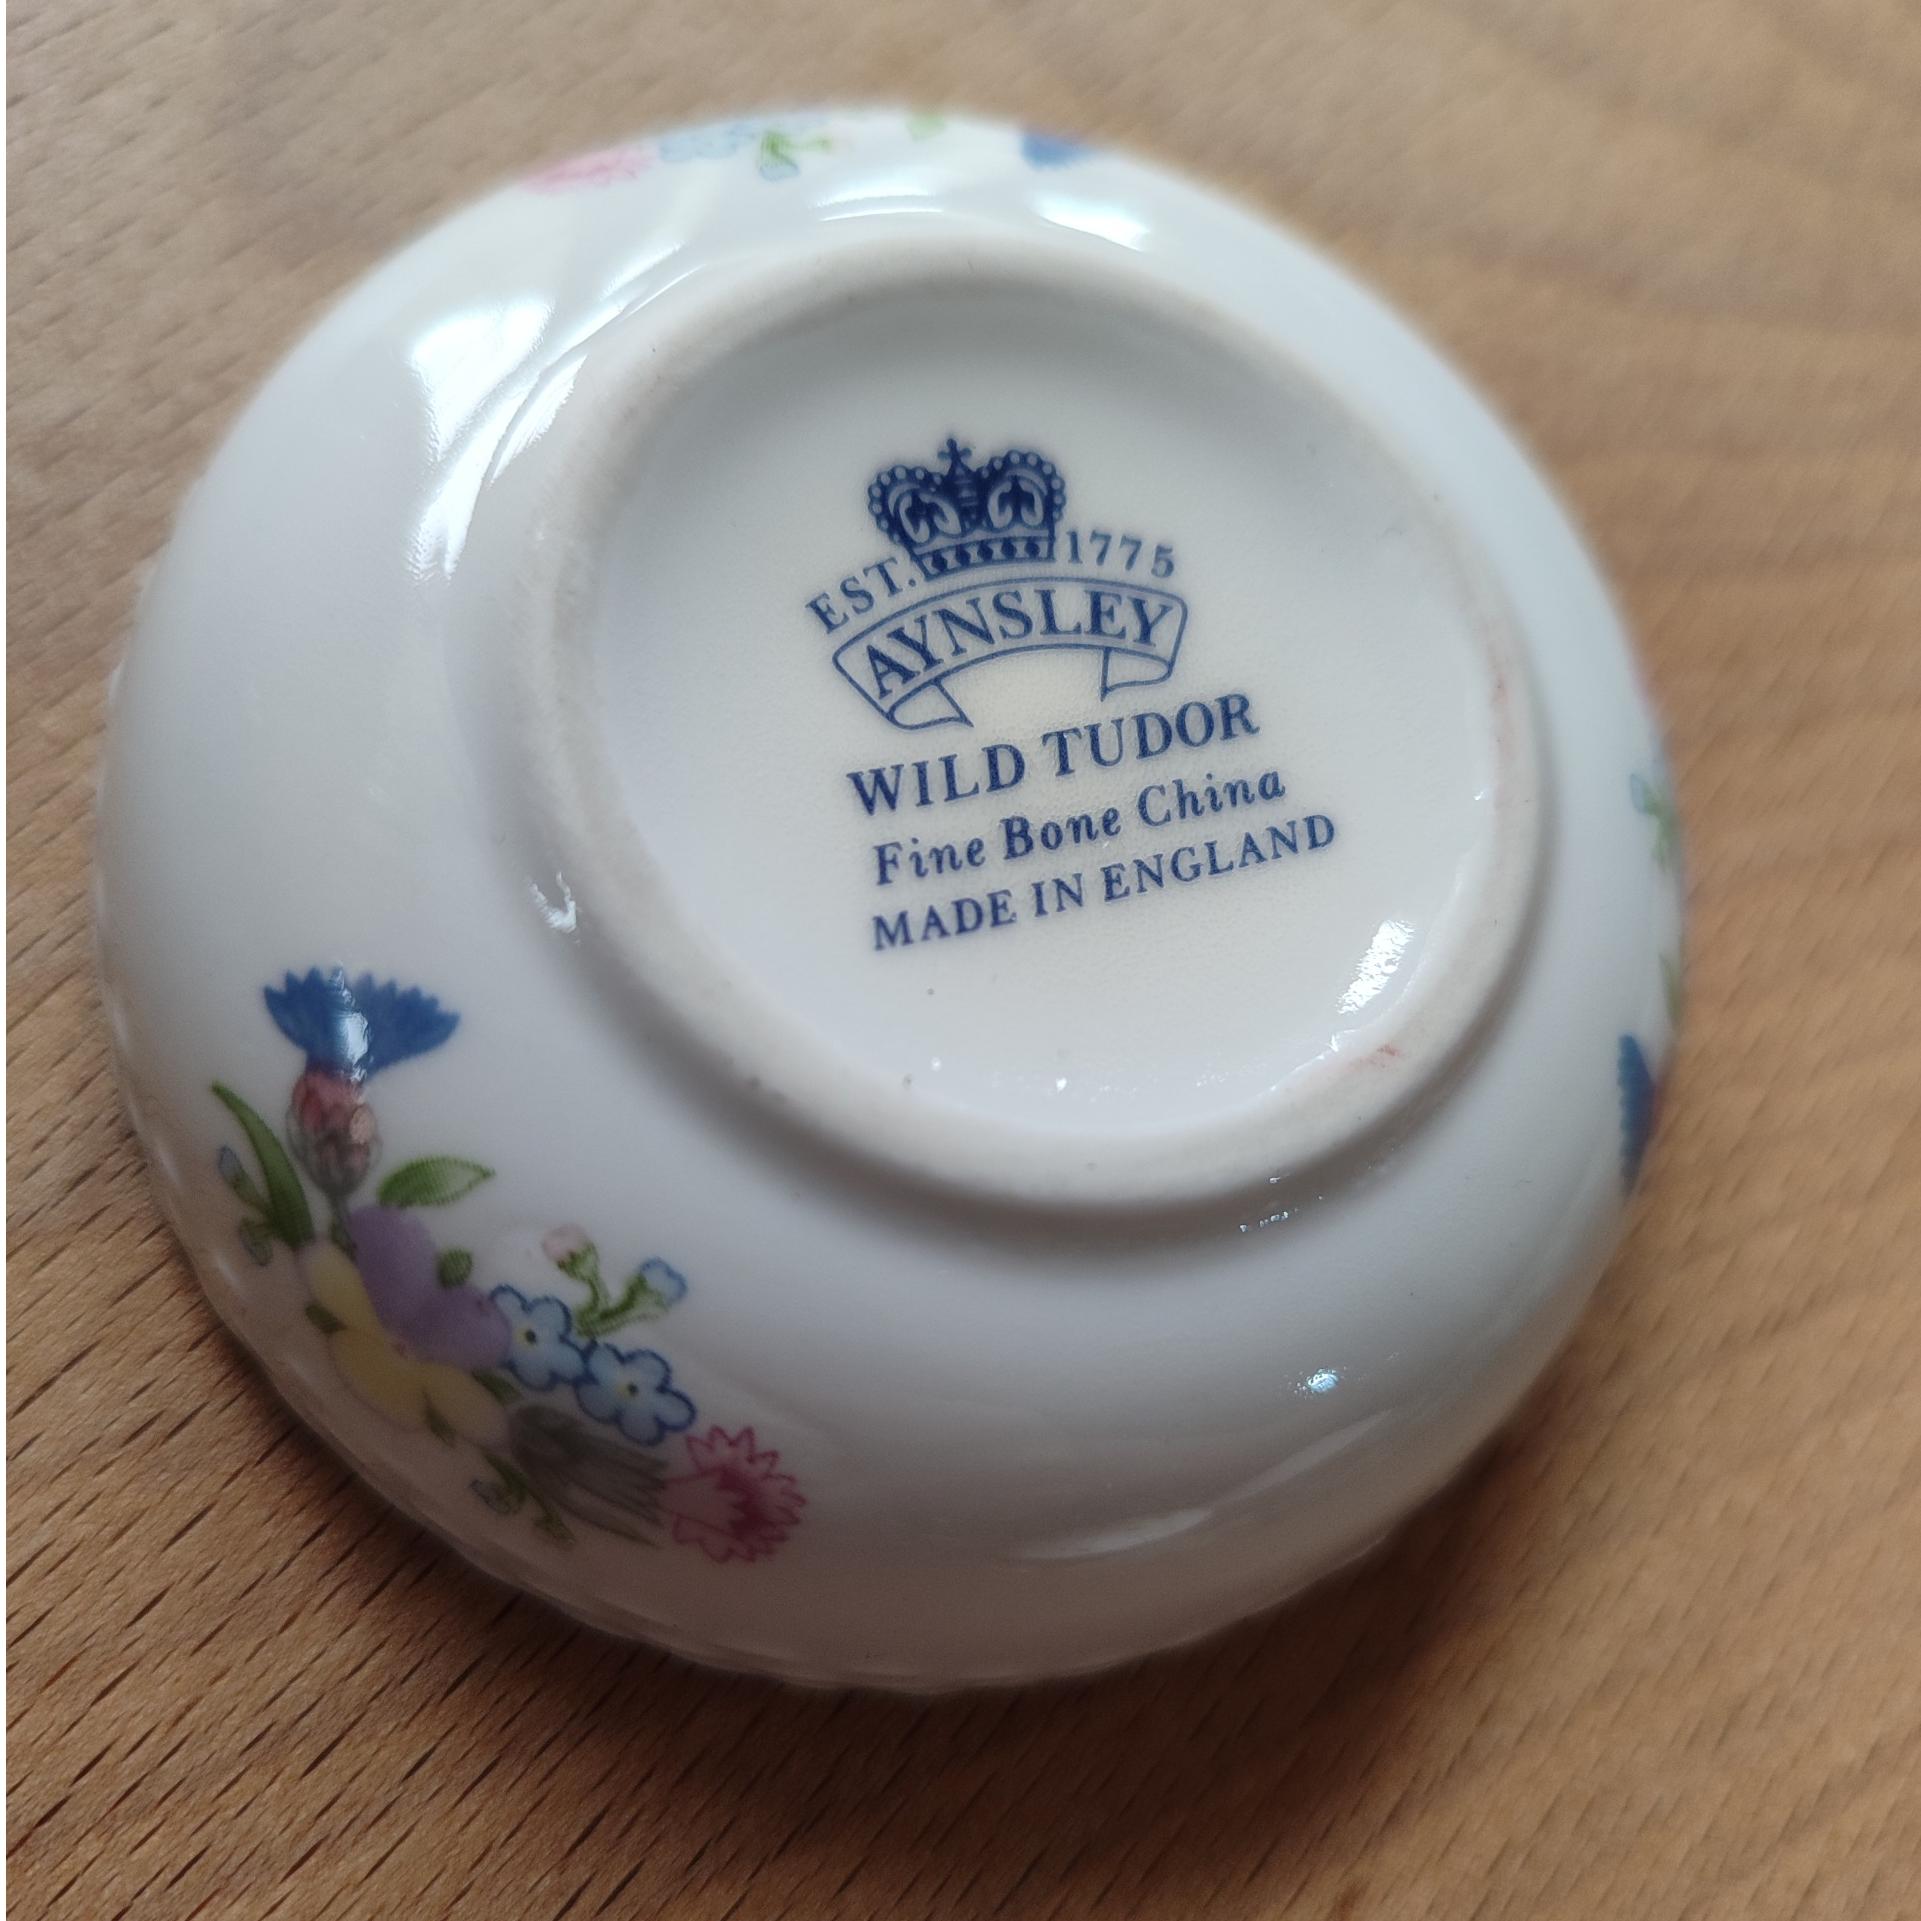 EST. 1775
AYNSLEY
WILD TUDOR
Fine Bone China
MADE IN ENGLAND